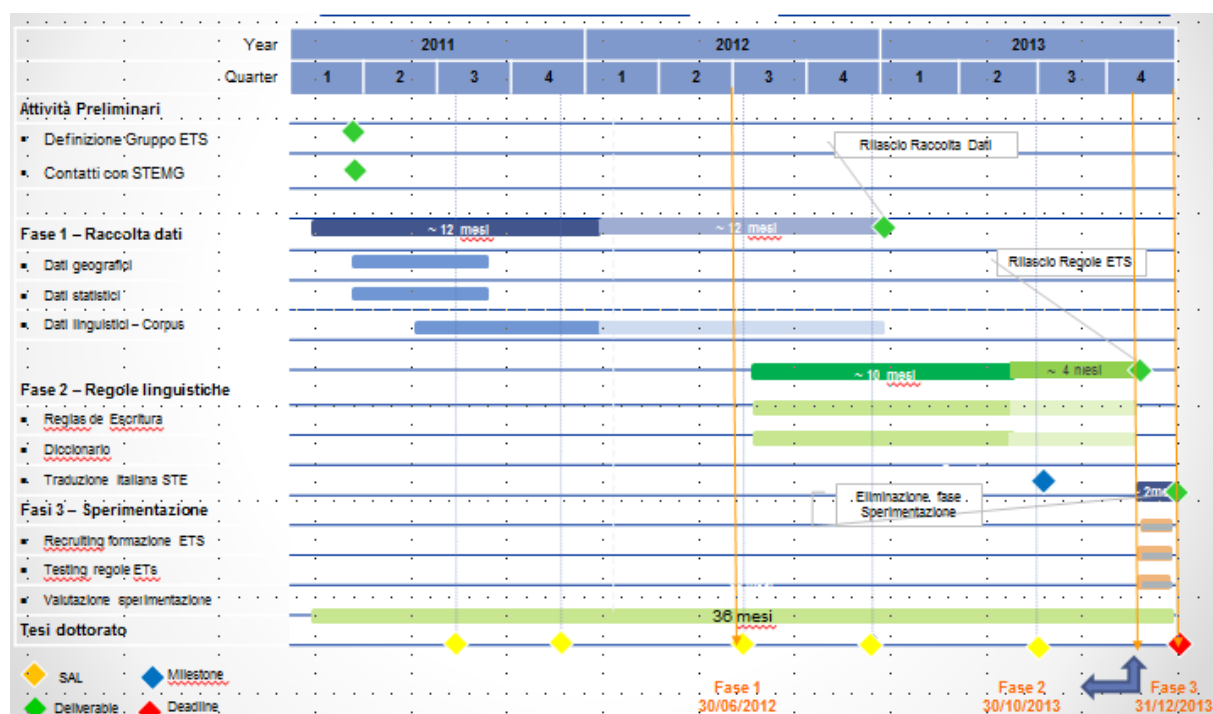 Year 2011 2012 2013
Quarter 1 2 3 4 1 2 3 4 1 2 3 4
Attività Preliminari
Definizione Gruppo ETS
Rilascio Raccolta Dati
Contatti con STEMG
~ 12 mesi ~ 12 mesi
Fase 1 – Raccolta dati
Dati geografici
Rilascio Regole ETS
Dati statistici
Dati linguistici – Corpus
~ 10 mesi ~ 4 mesi
Fase 2 – Regole linguistiche
Reglas de Escritura
Diccionario
Traduzione Italiana STE
2me
Eliminazione fase
Sperimentazione
Fasi 3 – Sperimentazione
Recruiting formazione ETS
Testing regole ETs
Valutazione sperimentazione
36 mesi
Tesi dottorato
SAL Milestone
Deliverable Deadline
Fase 1
30/06/2012
Fase 2
30/10/2013
Fase 3
31/12/2013